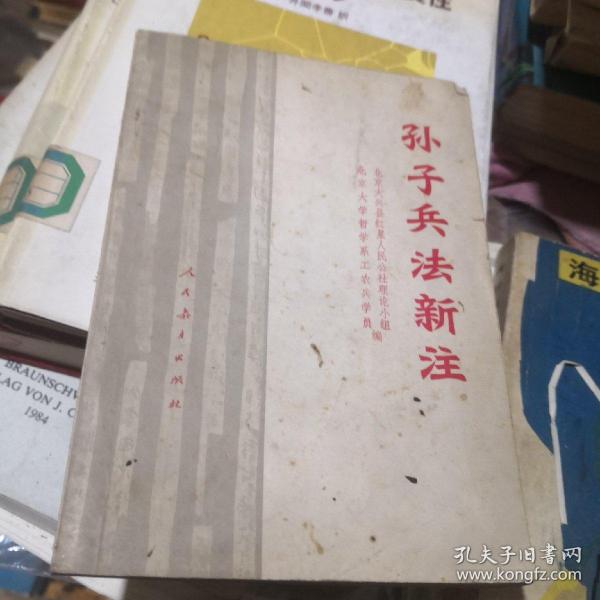 孙子兵法新注
北京大兴县红星人民公社理论小组
北京大学哲学系工农兵学员
编
人民教育出版社
BRAUNSCHW
LAG VON J. C
1984
海
孔夫子旧书网
www.kongfz.com